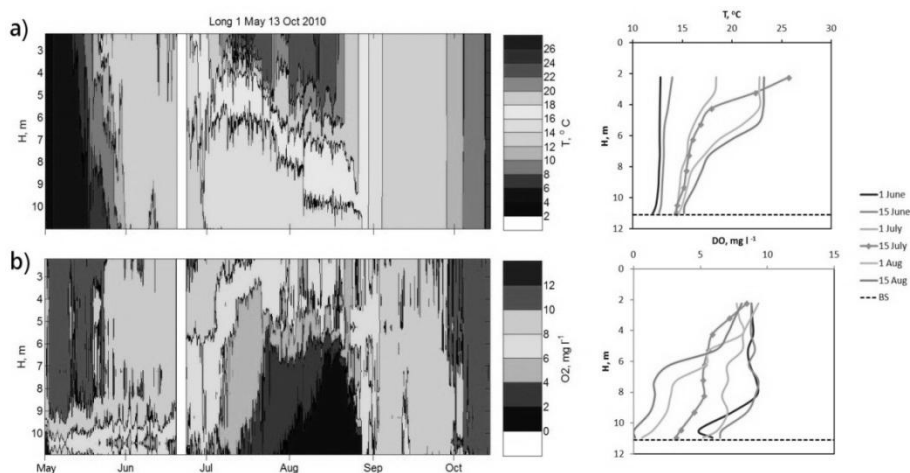 Long 1 May 13 Oct 2010
a)
H, m
3
4
5
6
7
8
9
10
26
24
22
20
18
16
14
12
10
8
6
4
2
T, ° C
T, °C
10 15 20 25 30
H, m
0
2
4
6
8
10
12
b)
H, m
3
4
5
6
7
8
9
10
May Jun Jul Aug Sep Oct
12
10
8
6
4
2
0
O2, mg l⁻¹
DO, mg l ⁻¹
0 5 10 15
H, m
0
2
4
6
8
10
12
1 June
15 June
1 July
15 July
1 Aug
15 Aug
BS